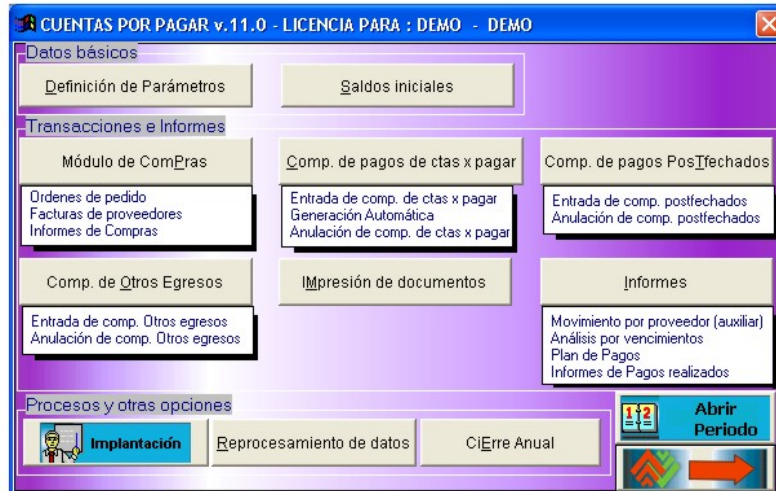 CUENTAS POR PAGAR v.11.0 - LICENCIA PARA : DEMO - DEMO
Datos básicos
Definición de Parámetros
Saldos iniciales
Transacciones e Informes
Módulo de ComPras
Comp. de pagos de ctas x pagar
Comp. de pagos PosTfechados
Ordenes de pedido
Facturas de proveedores
Informes de Compras
Entrada de comp. de ctas x pagar
Generación Automática
Anulación de comp. de ctas x pagar
Entrada de comp. postfechados
Anulación de comp. postfechados
Comp. de Otros Egresos
IMpresión de documentos
Informes
Entrada de comp. Otros egresos
Anulación de comp. Otros egresos
Movimiento por proveedor (auxiliar)
Análisis por vencimientos
Plan de Pagos
Informes de Pagos realizados
Procesos y otras opciones
Implantación
Reprocesamiento de datos
CiErre Anual
1 2
Abrir
Periodo